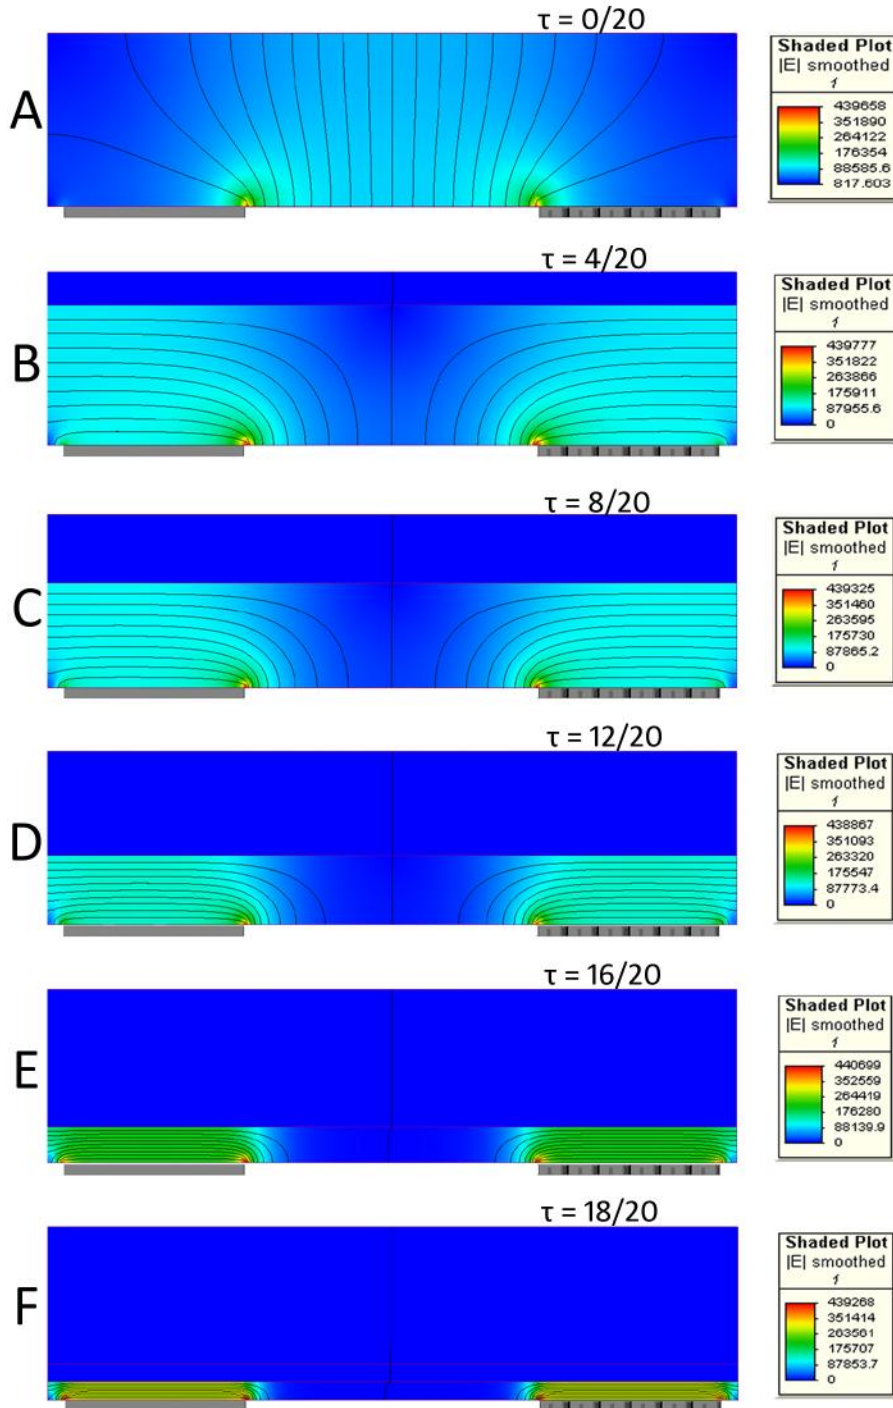 τ = 0/20
A
Shaded Plot
|E| smoothed
1
439658
351890
264122
176354
88585.6
817.603
τ = 4/20
B
Shaded Plot
|E| smoothed
1
439777
351822
263866
175911
87955.6
0
τ = 8/20
C
Shaded Plot
|E| smoothed
1
439325
351460
263595
175730
87865.2
0
τ = 12/20
D
Shaded Plot
|E| smoothed
1
438867
351093
263320
175547
87773.4
0
τ = 16/20
E
Shaded Plot
|E| smoothed
1
440699
352559
264419
176280
88139.9
0
τ = 18/20
F
Shaded Plot
|E| smoothed
1
439268
351414
263561
175707
87853.7
0